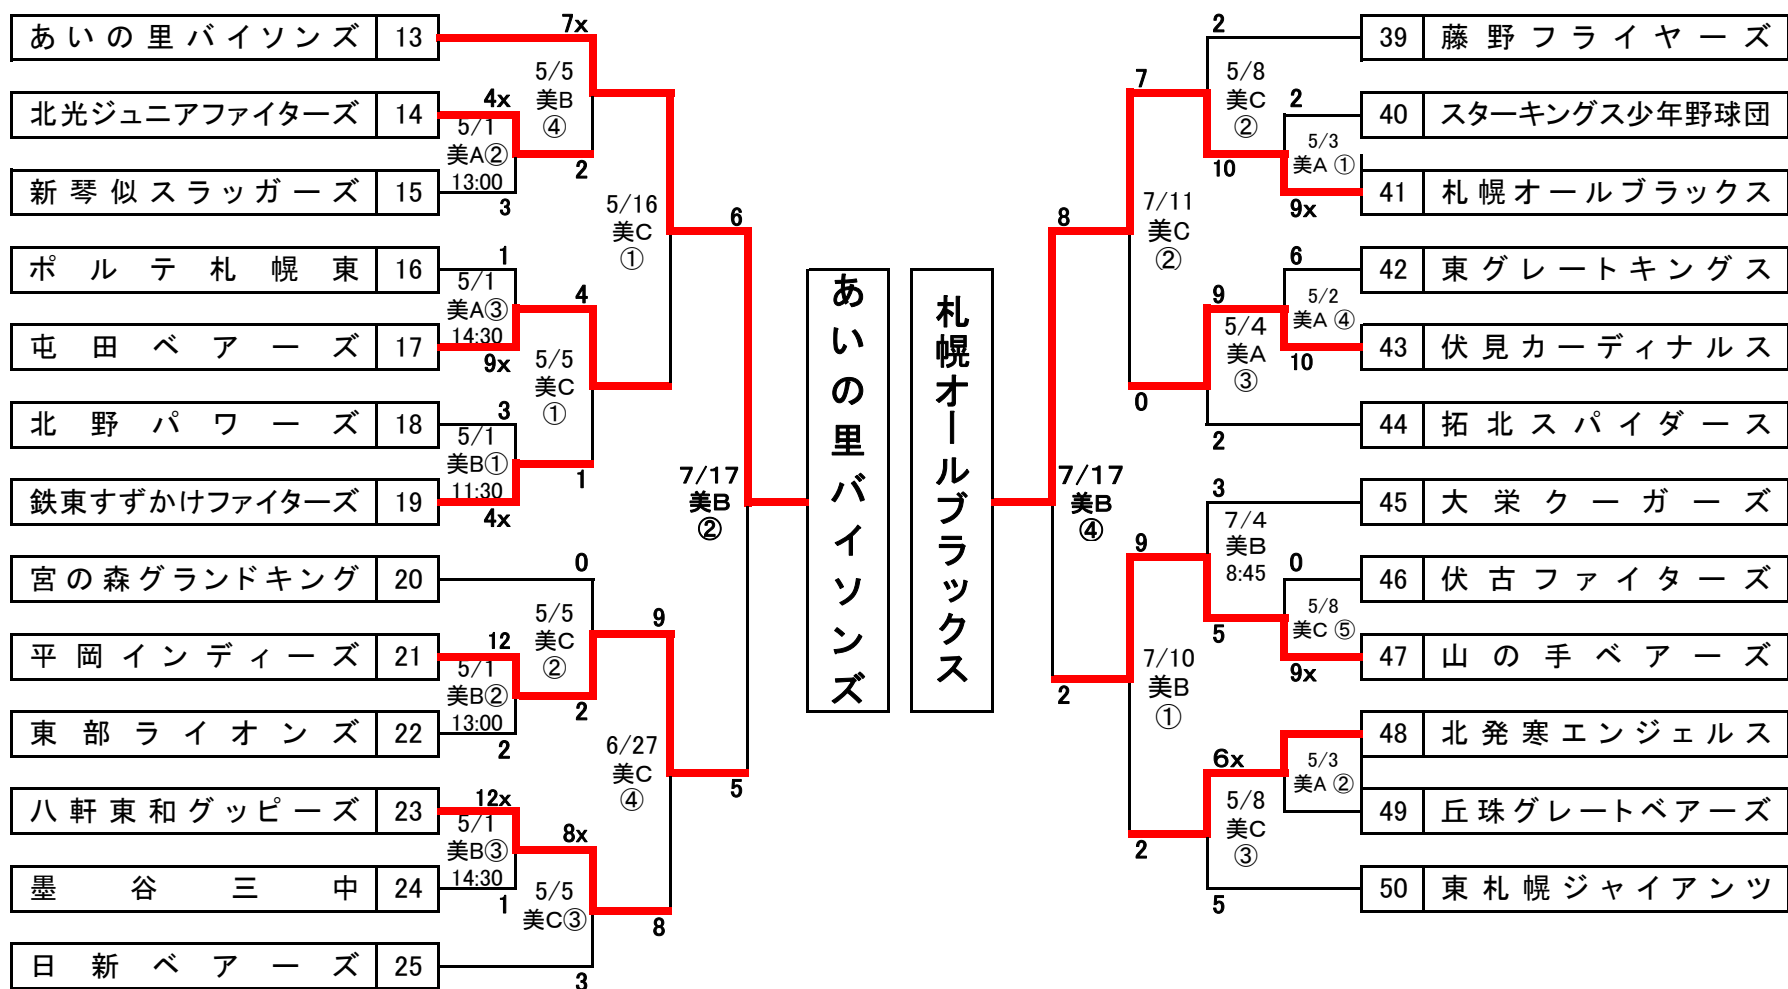 あいの里バイソンズ 13
7x
5/5
美B
④
北光ジュニアファイターズ 14
4x
5/1
美A②
13:00
2
新琴似スラッガーズ 15
3
5/16
美C
①
6
ポルテ札幌東 16
1
5/1
美A③
14:30
4
屯田ベアーズ 17
9x
5/5
美C
①
北野パワーズ 18
3
5/1
美B①
11:30
1
鉄東すずかけファイターズ 19
4x
7/17
美B
②
宮の森グランドキング 20
0
5/5
美C
②
9
平岡インディーズ 21
12
5/1
美B②
13:00
2
東部ライオンズ 22
2
6/27
美C
④
5
八軒東和グッピーズ 23
12x
5/1
美B③
14:30
8x
墨谷三中 24
1
5/5
美C③
8
日新ベアーズ 25
3
あいの里バイソンズ
札幌オールブラックス
2
39 藤野フライヤーズ
7
5/8
美C
②
2
40 スターキングス少年野球団
5/3
美A ①
10
41 札幌オールブラックス
9x
8
7/11
美C
②
6
42 東グレートキングス
9
5/2
美A ④
5/4
美A
③
43 伏見カーディナルス
10
0
44 拓北スパイダース
2
7/17
美B
④
3
45 大栄クーガーズ
9
7/4
美B
8:45
0
46 伏古ファイターズ
5/8
美C ⑤
5
47 山の手ベアーズ
9x
2
7/10
美B
①
48 北発寒エンジェルス
6x
5/3
美A ②
5/8
美C
③
49 丘珠グレートベアーズ
2
50 東札幌ジャイアンツ
5